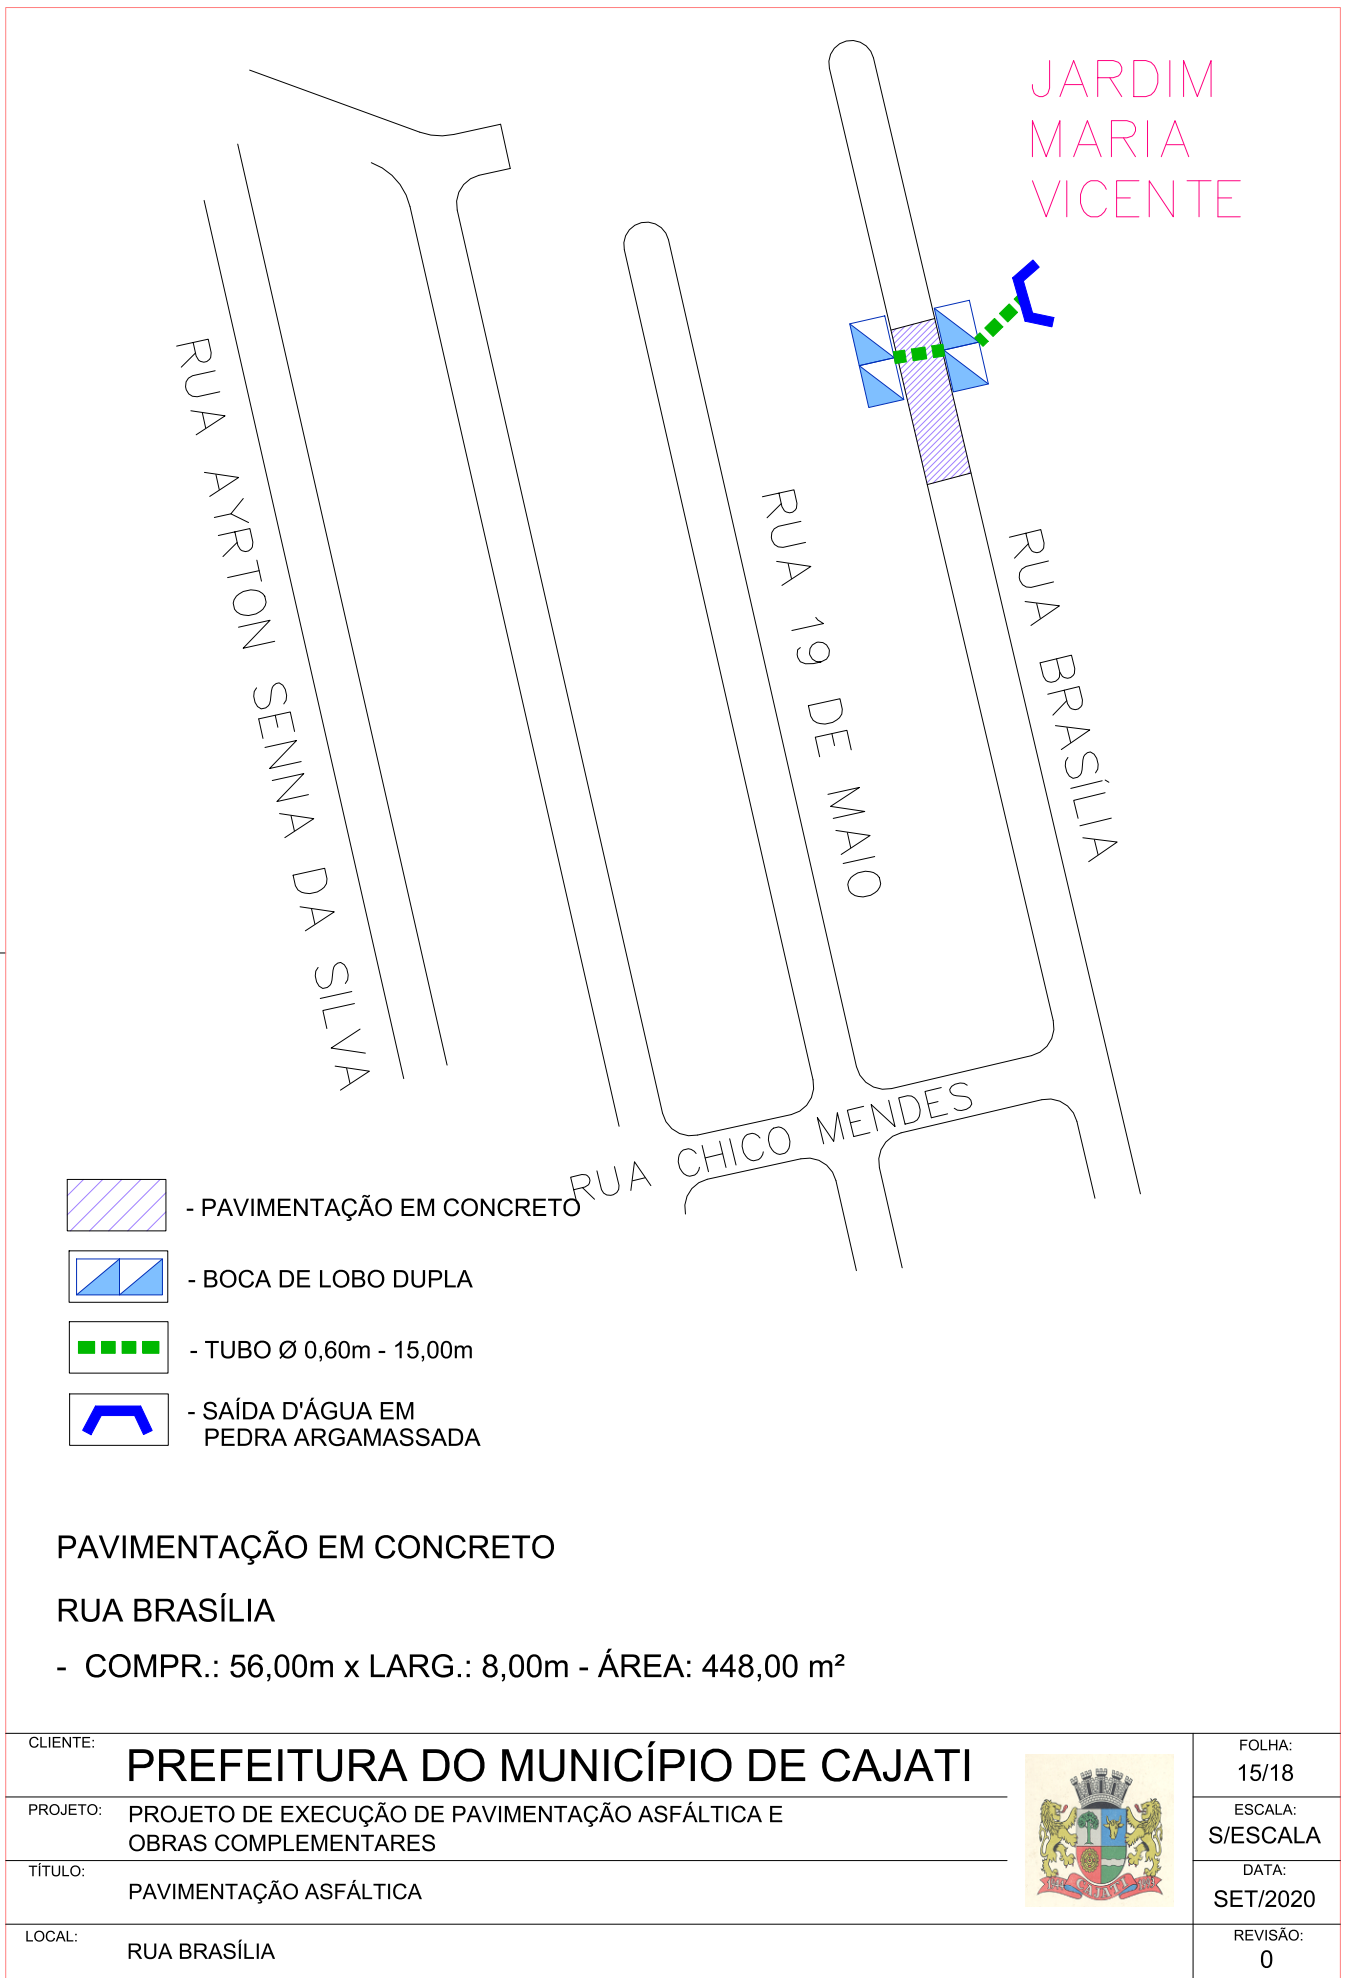 JARDIM
MARIA
VICENTE
RUA AYRTON SENNA DA SILVA
RUA 19 DE MAIO
RUA BRASÍLIA
RUA CHICO MENDES
- PAVIMENTAÇÃO EM CONCRETO
- BOCA DE LOBO DUPLA
- TUBO Ø 0,60m - 15,00m
- SAÍDA D'ÁGUA EM
PEDRA ARGAMASSADA
PAVIMENTAÇÃO EM CONCRETO
RUA BRASÍLIA
- COMPR.: 56,00m x LARG.: 8,00m - ÁREA: 448,00 m²
CLIENTE:
PREFEITURA DO MUNICÍPIO DE CAJATI
PROJETO:
PROJETO DE EXECUÇÃO DE PAVIMENTAÇÃO ASFÁLTICA E
OBRAS COMPLEMENTARES
TÍTULO:
PAVIMENTAÇÃO ASFÁLTICA
LOCAL:
RUA BRASÍLIA
CAJATI
FOLHA:
15/18
ESCALA:
S/ESCALA
DATA:
SET/2020
REVISÃO:
0